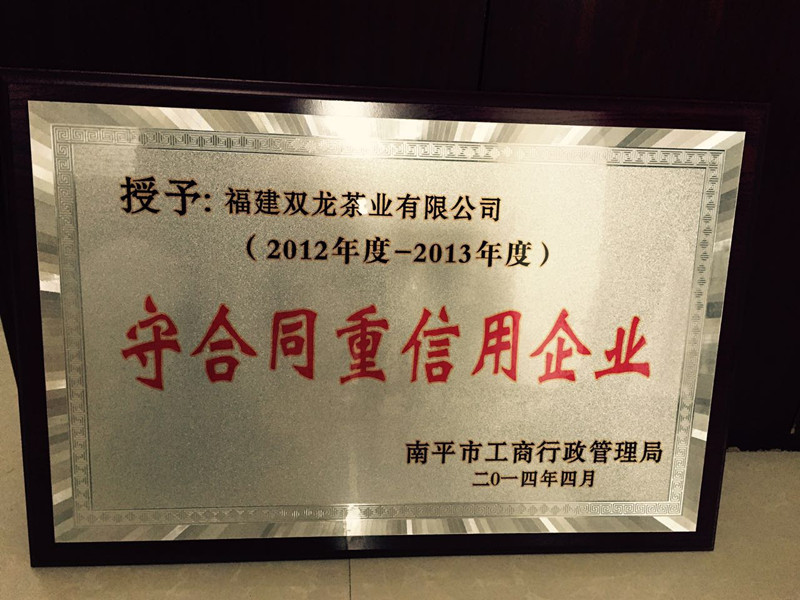 授予: 福建双龙茶业有限公司
(2012年度-2013年度)
守合同重信用企业
南平市工商行政管理局
二0一四年四月